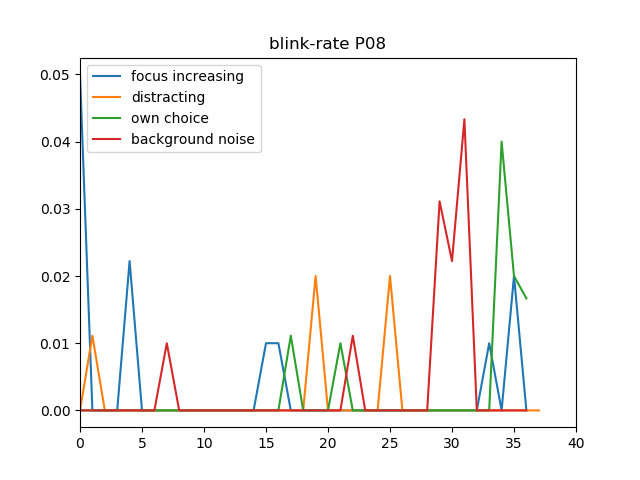 blink-rate P08
focus increasing
distracting
own choice
background noise
0.05
0.04
0.03
0.02
0.01
0.00
0 5 10 15 20 25 30 35 40